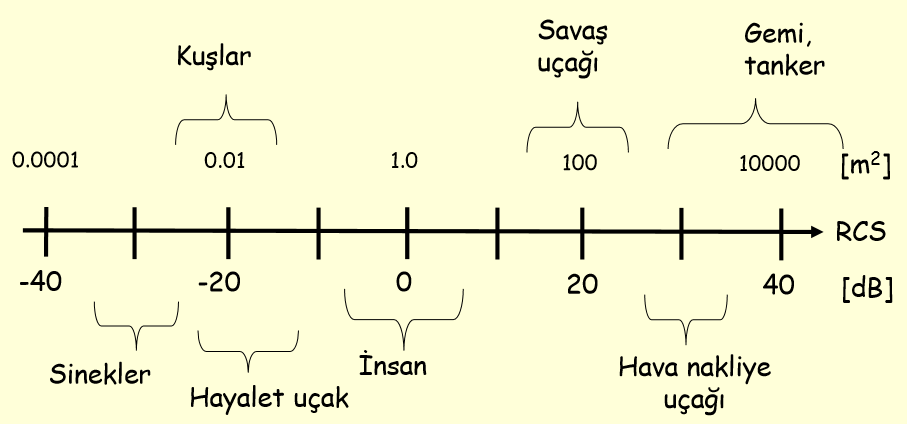 Kuşlar
Savaş
uçağı
Gemi,
tanker
0.0001 0.01 1.0 100 10000 [m²]
RCS
-40 -20 0 20 40 [dB]
Sinekler
Hayalet uçak
İnsan
Hava nakliye
uçağı